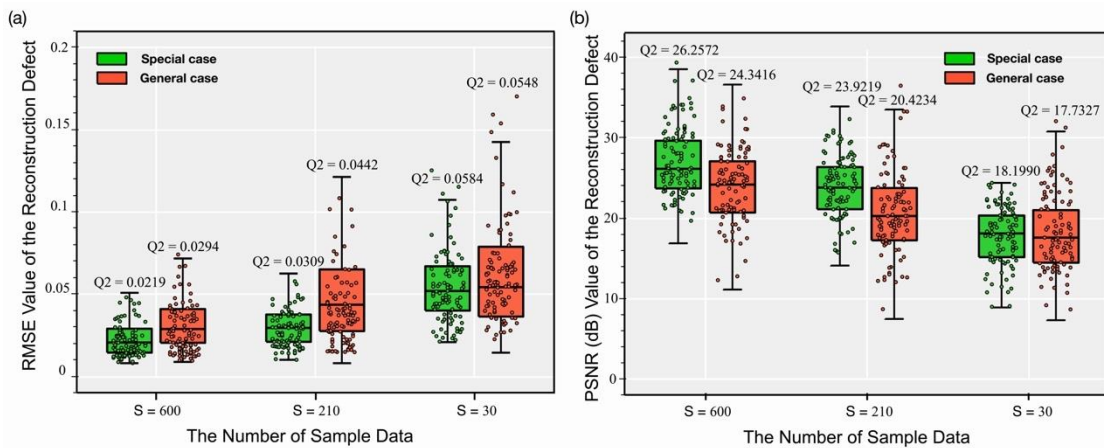 (a)
RMSE Value of the Reconstruction Defect
0.2
0.15
0.1
0.05
0
Special case
General case
Q2 = 0.0219
Q2 = 0.0294
Q2 = 0.0309
Q2 = 0.0442
Q2 = 0.0584
Q2 = 0.0548
S = 600
S = 210
S = 30
The Number of Sample Data
(b)
PSNR (dB) Value of the Reconstruction Defect
40
30
20
10
0
Special case
General case
Q2 = 26.2572
Q2 = 24.3416
Q2 = 23.9219
Q2 = 20.4234
Q2 = 18.1990
Q2 = 17.7327
S = 600
S = 210
S = 30
The Number of Sample Data